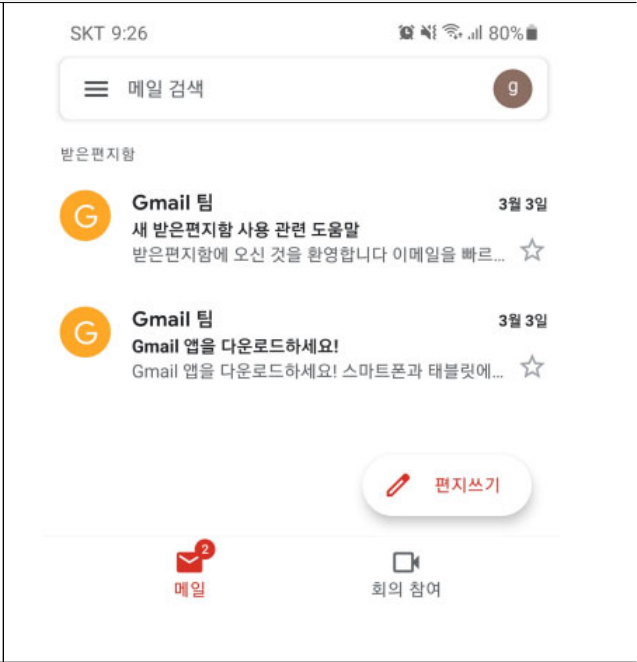 SKT 9:26 80%
메일 검색 g
받은편지함
G Gmail 팀 3월 3일
새 받은편지함 사용 관련 도움말
받은편지함에 오신 것을 환영합니다 이메일을 빠르...
G Gmail 팀 3월 3일
Gmail 앱을 다운로드하세요!
Gmail 앱을 다운로드하세요! 스마트폰과 태블릿에...
편지쓰기
2
메일 회의 참여